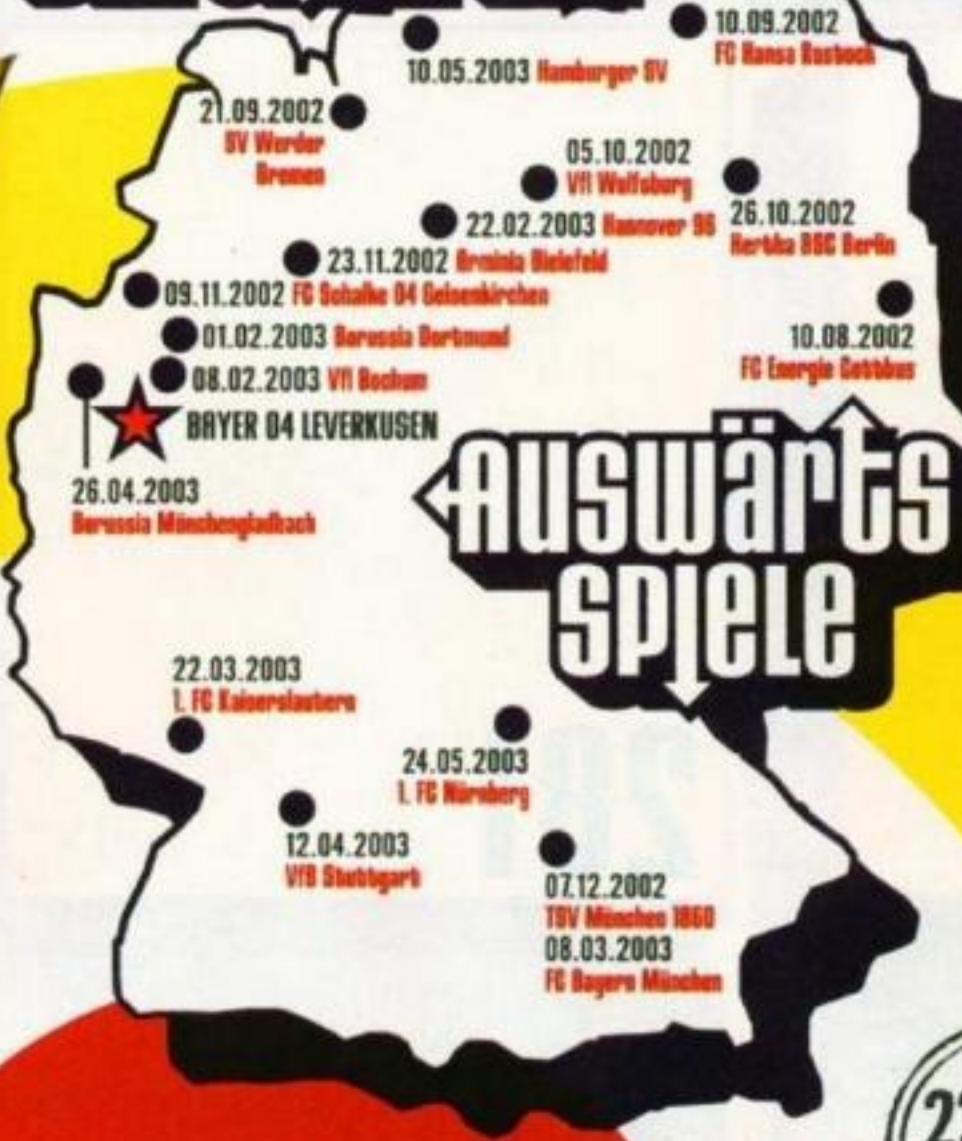 10.09.2002
FC Hansa Rostock
10.05.2003 Hamburger SV
21.09.2002
SV Werder
Bremen
05.10.2002
Vfl Wolfsburg
26.10.2002
Hertha BSC Berlin
22.02.2003 Hannover 96
23.11.2002 Arminia Bielefeld
09.11.2002 FC Schalke 04 Gelsenkirchen
10.08.2002
FC Energie Cottbus
01.02.2003 Borussia Dortmund
08.02.2003 Vfl Bochum
BAYER 04 LEVERKUSEN
26.04.2003
Borussia Mönchengladbach
Auswärts
Spiele
22.03.2003
1. FC Kaiserslautern
24.05.2003
1. FC Nürnberg
12.04.2003
VfB Stuttgart
07.12.2002
TSV München 1860
08.03.2003
FC Bayern München